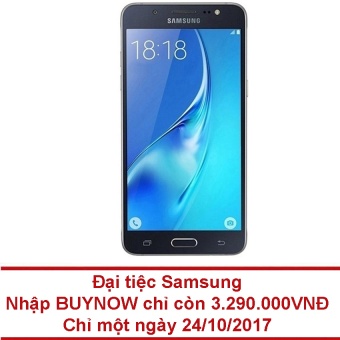 SAMSUNG
18:18
Đại tiệc Samsung
Nhập BUYNOW chỉ còn 3.290.000VNĐ
Chỉ một ngày 24/10/2017